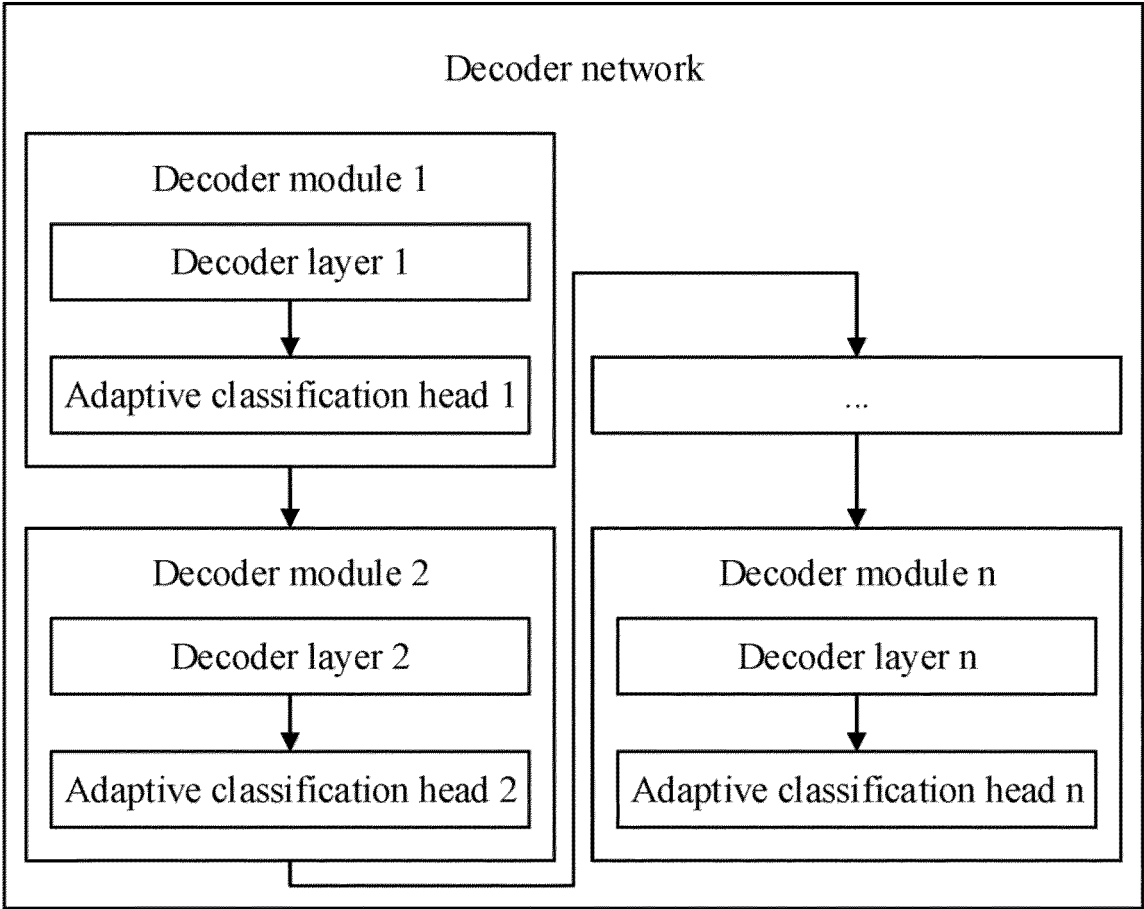 Decoder network
Decoder module 1
Decoder layer 1
Adaptive classification head 1
Decoder module 2
Decoder layer 2
Adaptive classification head 2
...
Decoder module n
Decoder layer n
Adaptive classification head n